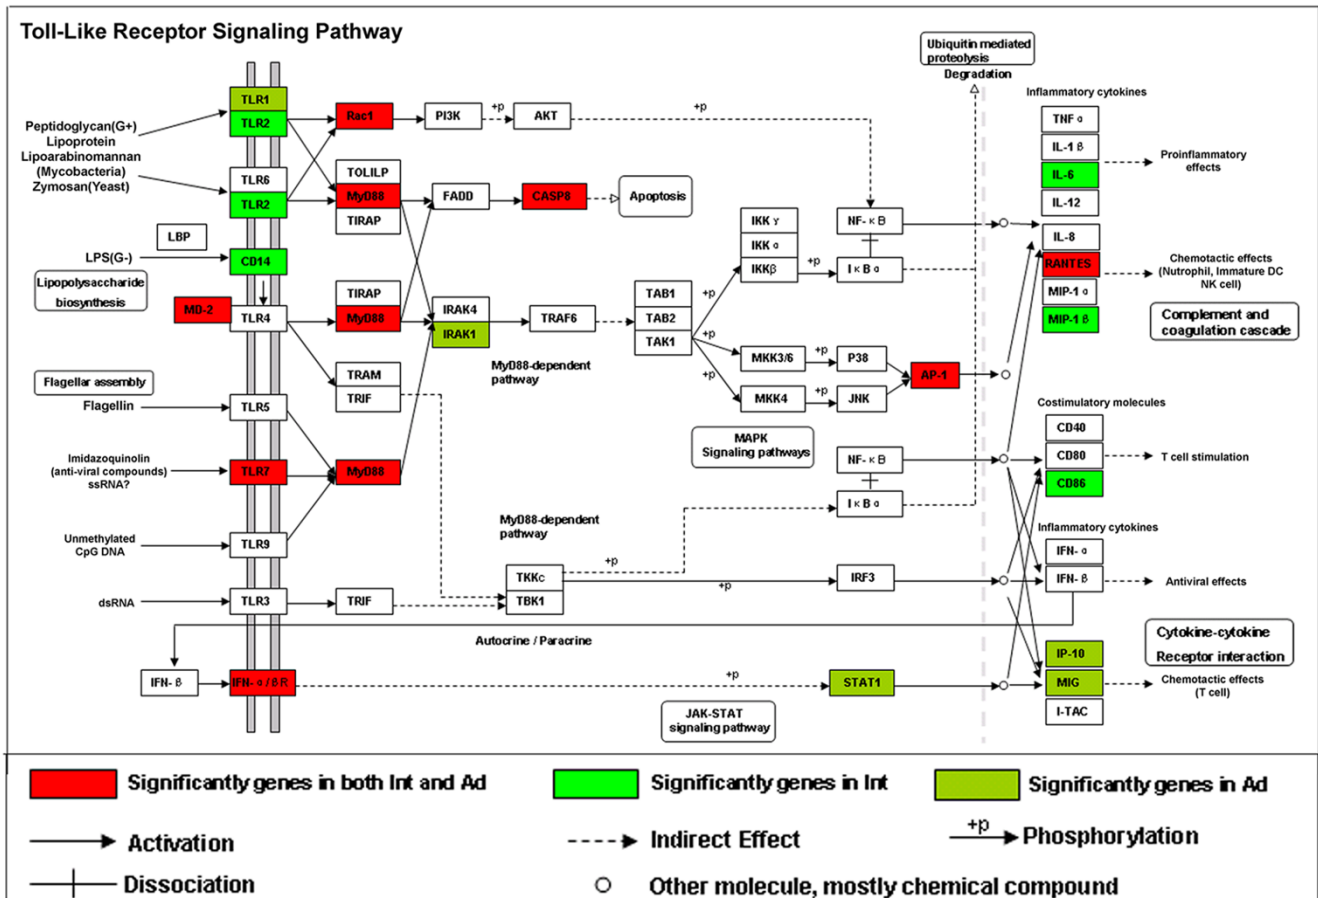 Toll-Like Receptor Signaling Pathway
Ubiquitin mediated
proteolysis
Degradation
Inflammatory cytokines
TLR1
TLR2
Rac1
+p
PI3K
AKT
+p
TNF α
IL-1 β
IL-6
IL-12
Proinflammatory
effects
Peptidoglycan(G+)
Lipoprotein
Lipoarabinomannan
(Mycobacteria)
Zymosan(Yeast)
TLR6
TLR2
TOLILP
MyD88
TIRAP
FADD
CASP8
Apoptosis
IKK γ
IKK α
IKKβ
+p
NF-κB
IκBα
IL-8
RANTES
MIP-1 α
MIP-1 β
Chemotactic effects
(Nutrophil, Immature DC
NK cell)
Complement and
coagulation cascade
LBP
LPS(G-)
CD14
Lipopolysaccharide
biosynthesis
MD-2
TLR4
TIRAP
MyD88
IRAK4
IRAK1
TRAF6
TAB1
TAB2
TAK1
+p
+p
+p
MyD88-dependent
pathway
MKK3/6
+p
P38
MKK4
+p
JNK
AP-1
TRAM
TRIF
Flagellar assembly
Flagellin
TLR5
MAPK
Signaling pathways
Costimulatory molecules
CD40
CD80
CD86
T cell stimulation
Imidazoquinolin
(anti-viral compounds)
ssRNA?
TLR7
MyD88
NF-κB
IκBα
MyD88-dependent
pathway
Unmethylated
CpG DNA
TLR9
+p
Inflammatory cytokines
IFN-α
IFN-β
Antiviral effects
dsRNA
TLR3
TRIF
TKKc
TBK1
+p
IRF3
Autocrine / Paracrine
Cytokine-cytokine
Receptor interaction
IFN-β
IFN-α/βR
+p
STAT1
JAK-STAT
signaling pathway
IP-10
MIG
I-TAC
Chemotactic effects
(T cell)
Significantly genes in both Int and Ad
Significantly genes in Int
Significantly genes in Ad
Activation
Indirect Effect
+p
Phosphorylation
Dissociation
Other molecule, mostly chemical compound